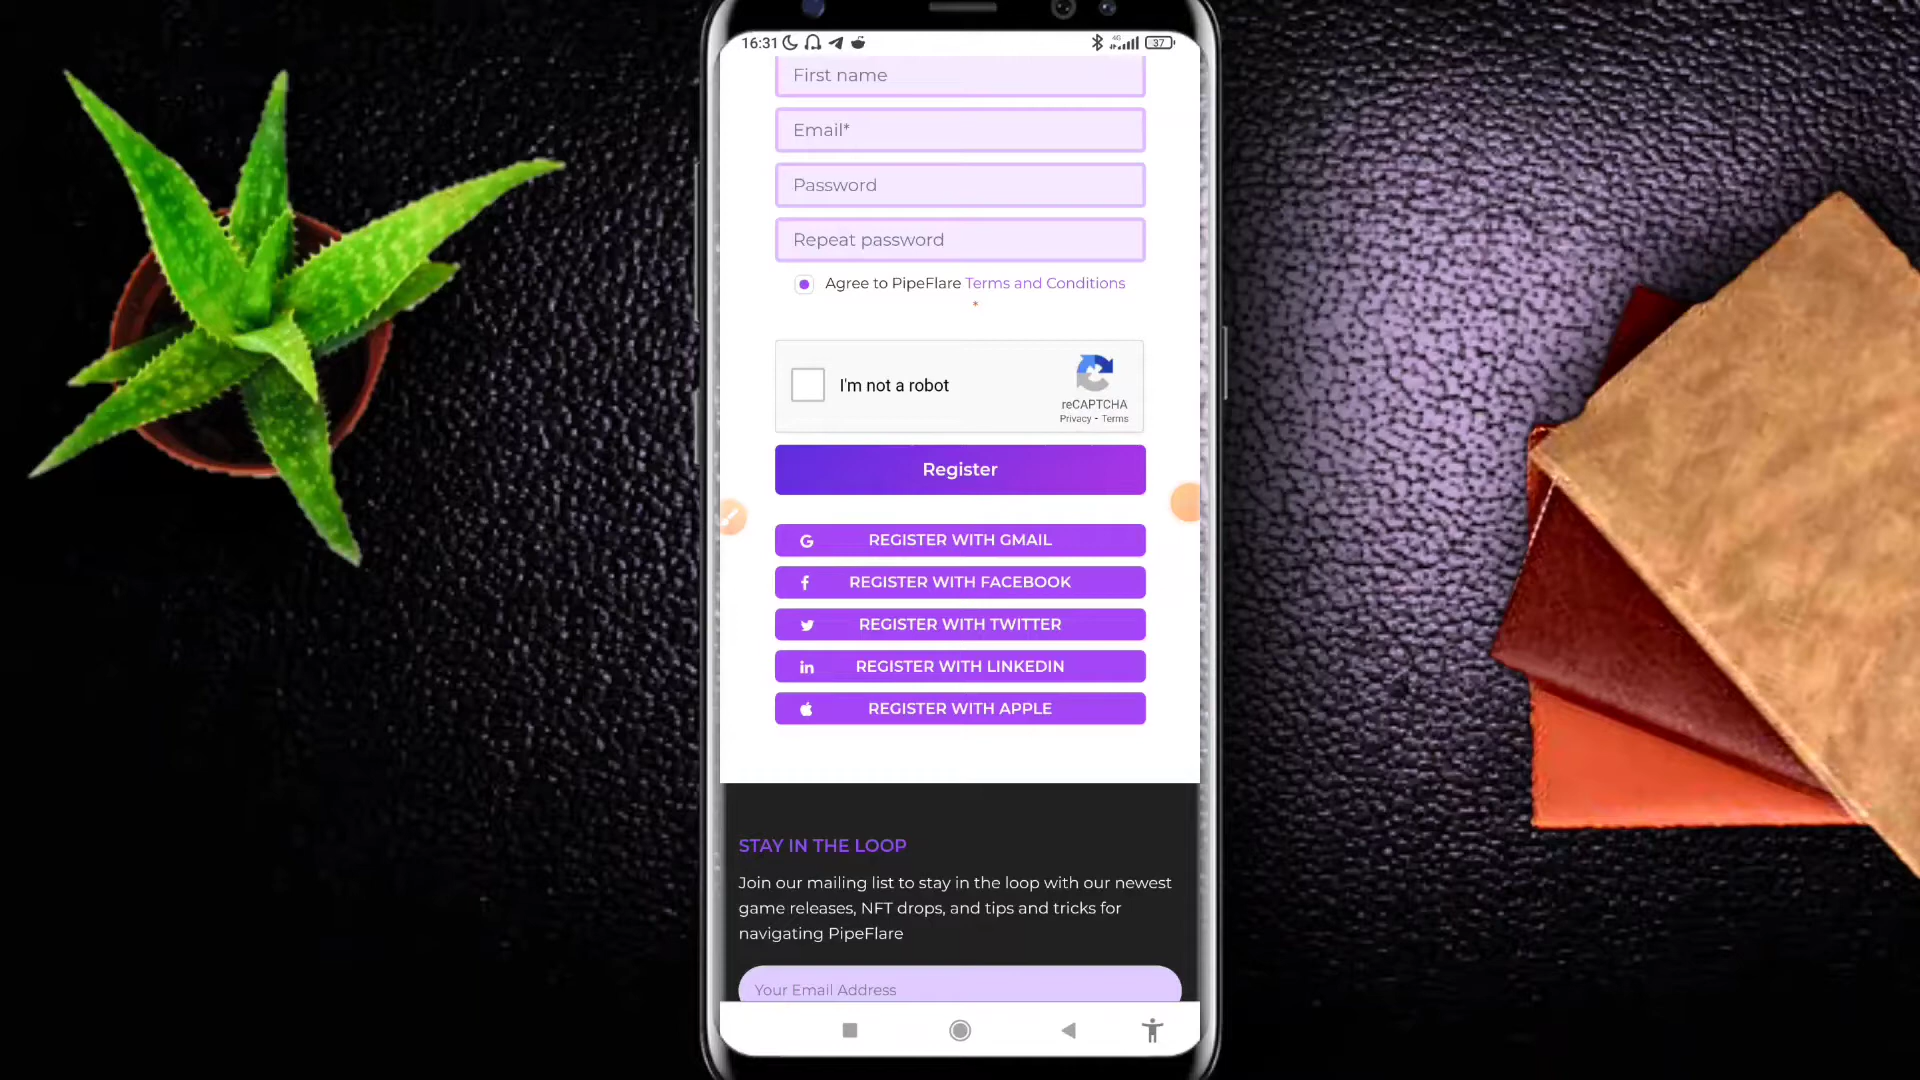 16:31
4G
37
First name
Email*
Password
Repeat password
Agree to PipeFlare Terms and Conditions
*
I'm not a robot
reCAPTCHA
Privacy - Terms
Register
REGISTER WITH GMAIL
REGISTER WITH FACEBOOK
REGISTER WITH TWITTER
REGISTER WITH LINKEDIN
REGISTER WITH APPLE
STAY IN THE LOOP
Join our mailing list to stay in the loop with our newest
game releases, NFT drops, and tips and tricks for
navigating PipeFlare
Your Email Address